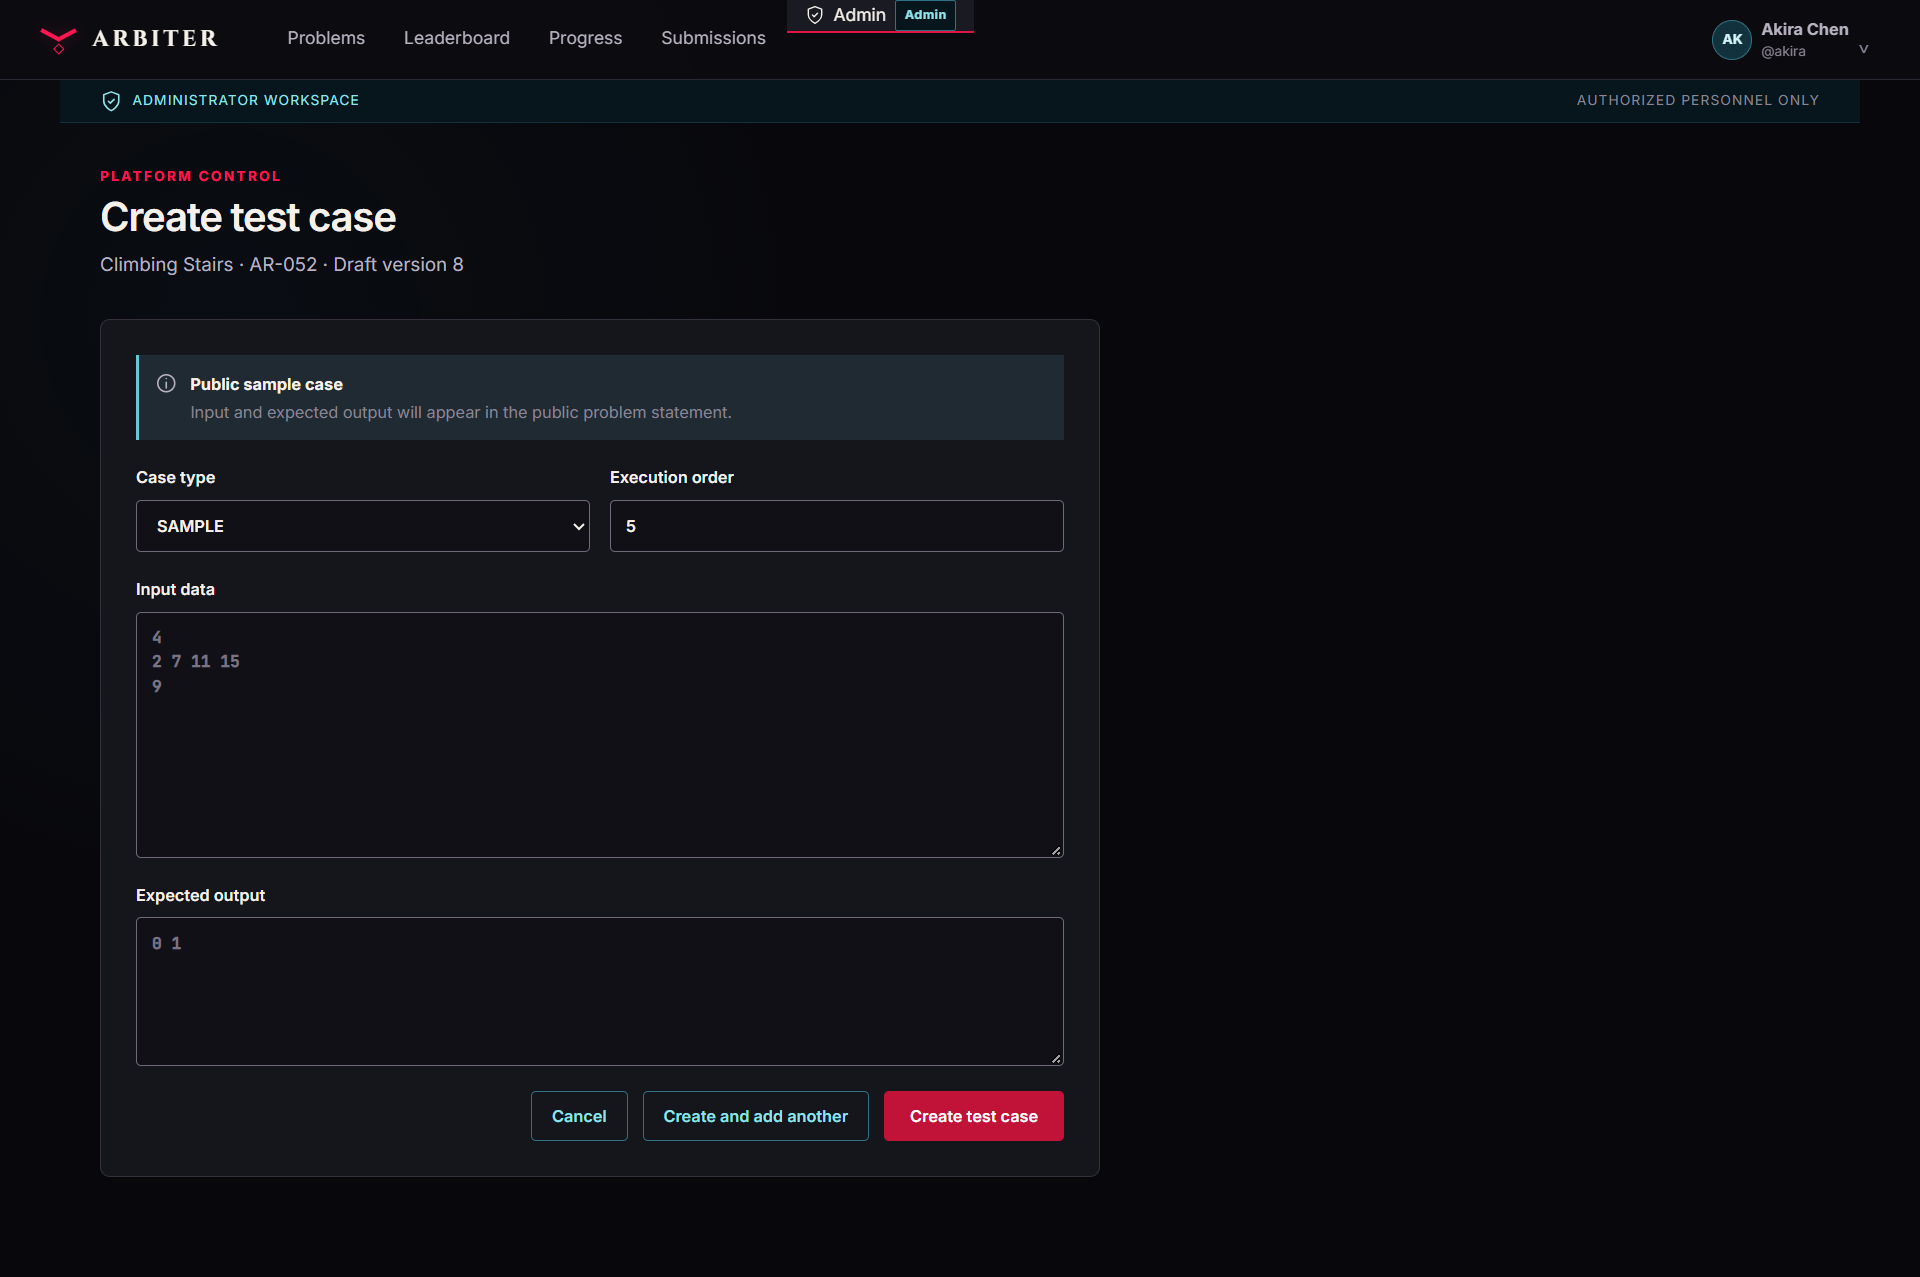 ARBITER
Problems
Leaderboard
Progress
Submissions
Admin
Admin
AK
Akira Chen
@akira
ADMINISTRATOR WORKSPACE
AUTHORIZED PERSONNEL ONLY
PLATFORM CONTROL
Create test case
Climbing Stairs · AR-052 · Draft version 8
Public sample case
Input and expected output will appear in the public problem statement.
Case type
Execution order
SAMPLE
5
Input data
4
2 7 11 15
9
Expected output
0 1
Cancel
Create and add another
Create test case